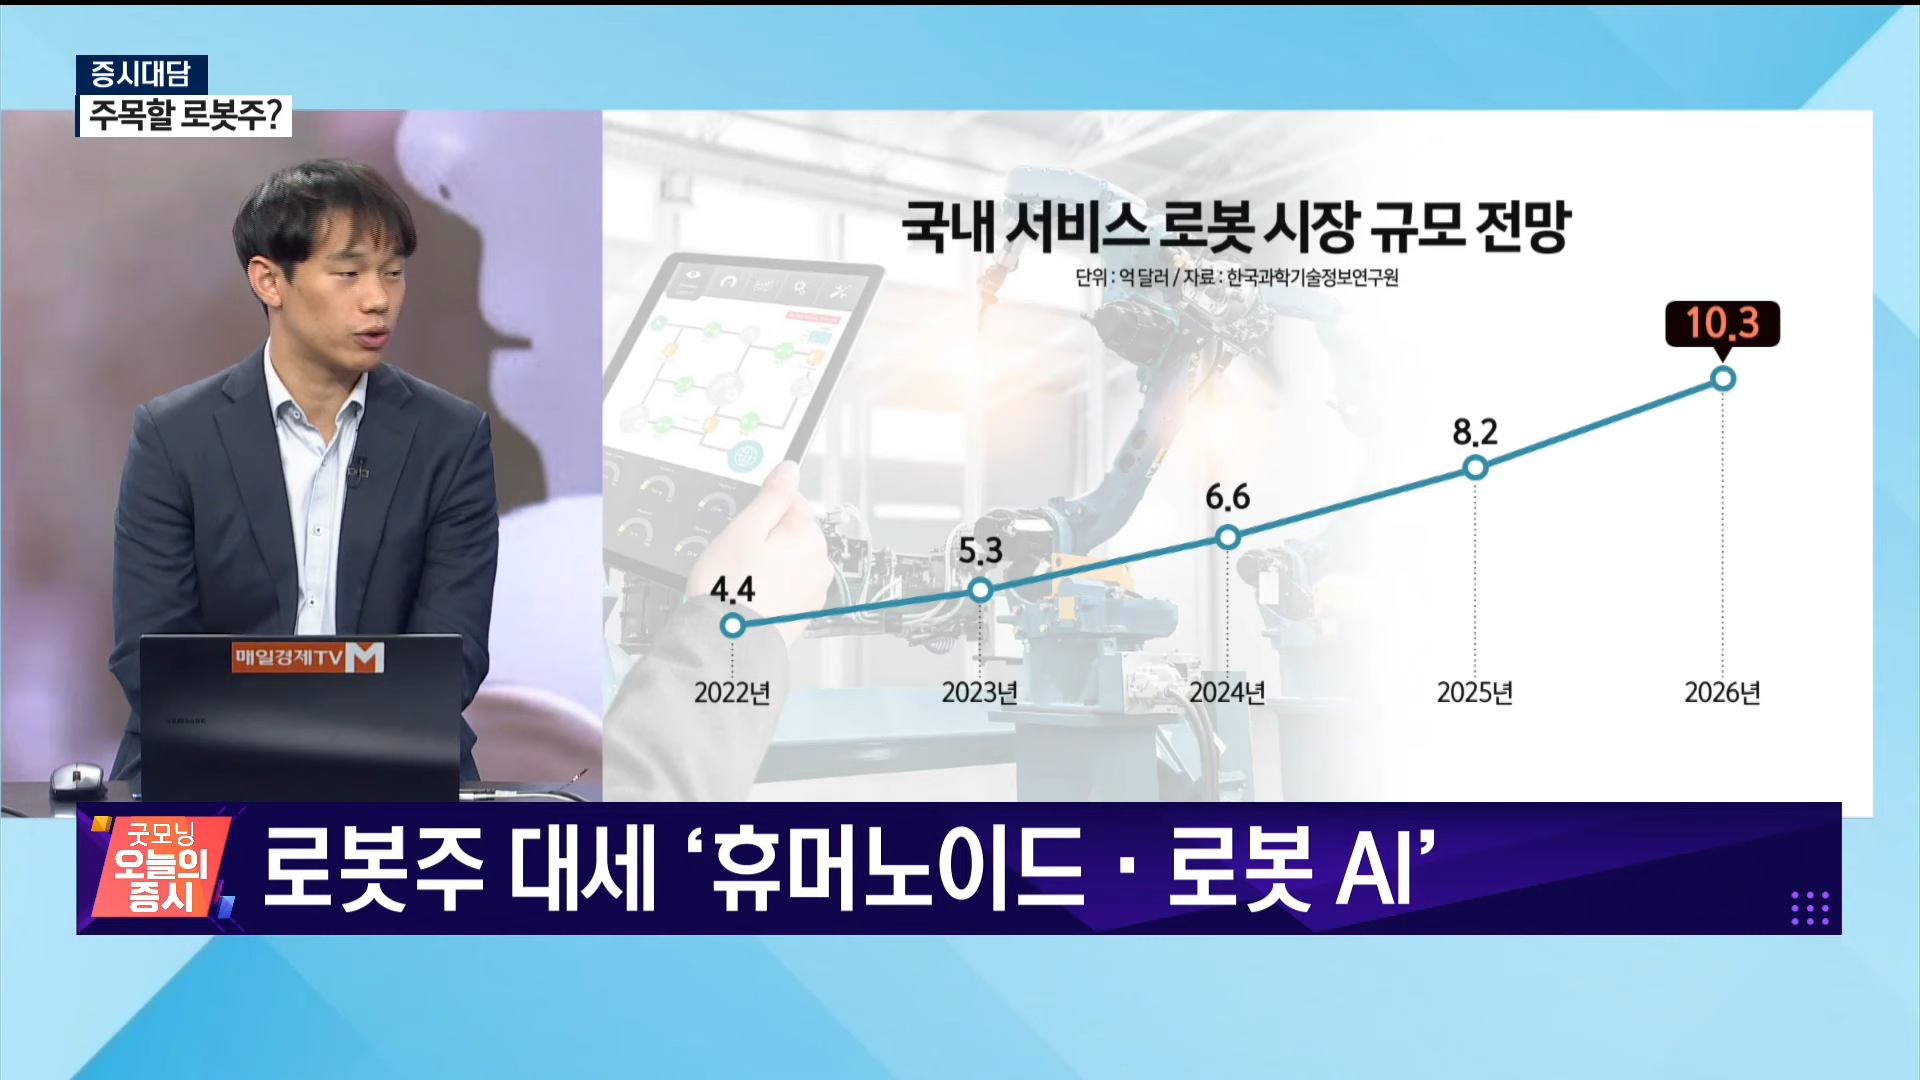 증시대담
주목할 로봇주?
국내 서비스 로봇 시장 규모 전망
단위 : 억 달러 / 자료 : 한국과학기술정보연구원
10.3
8.2
6.6
5.3
4.4
2022년 2023년 2024년 2025년 2026년
매일경제TV M
SAMSUNG
굿모닝
오늘의
증시
로봇주 대세 ‘휴머노이드 · 로봇 AI’